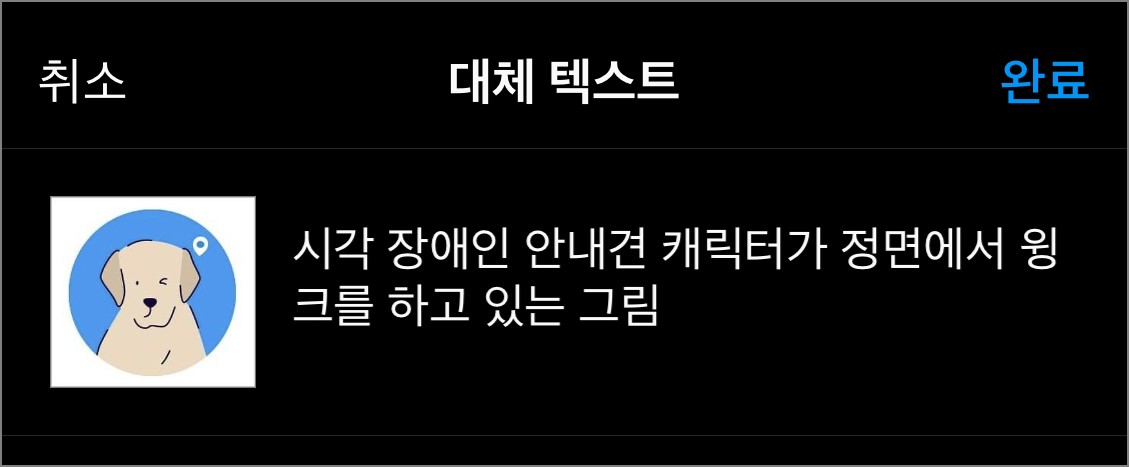 취소 대체 텍스트 완료
시각 장애인 안내견 캐릭터가 정면에서 윙
크를 하고 있는 그림